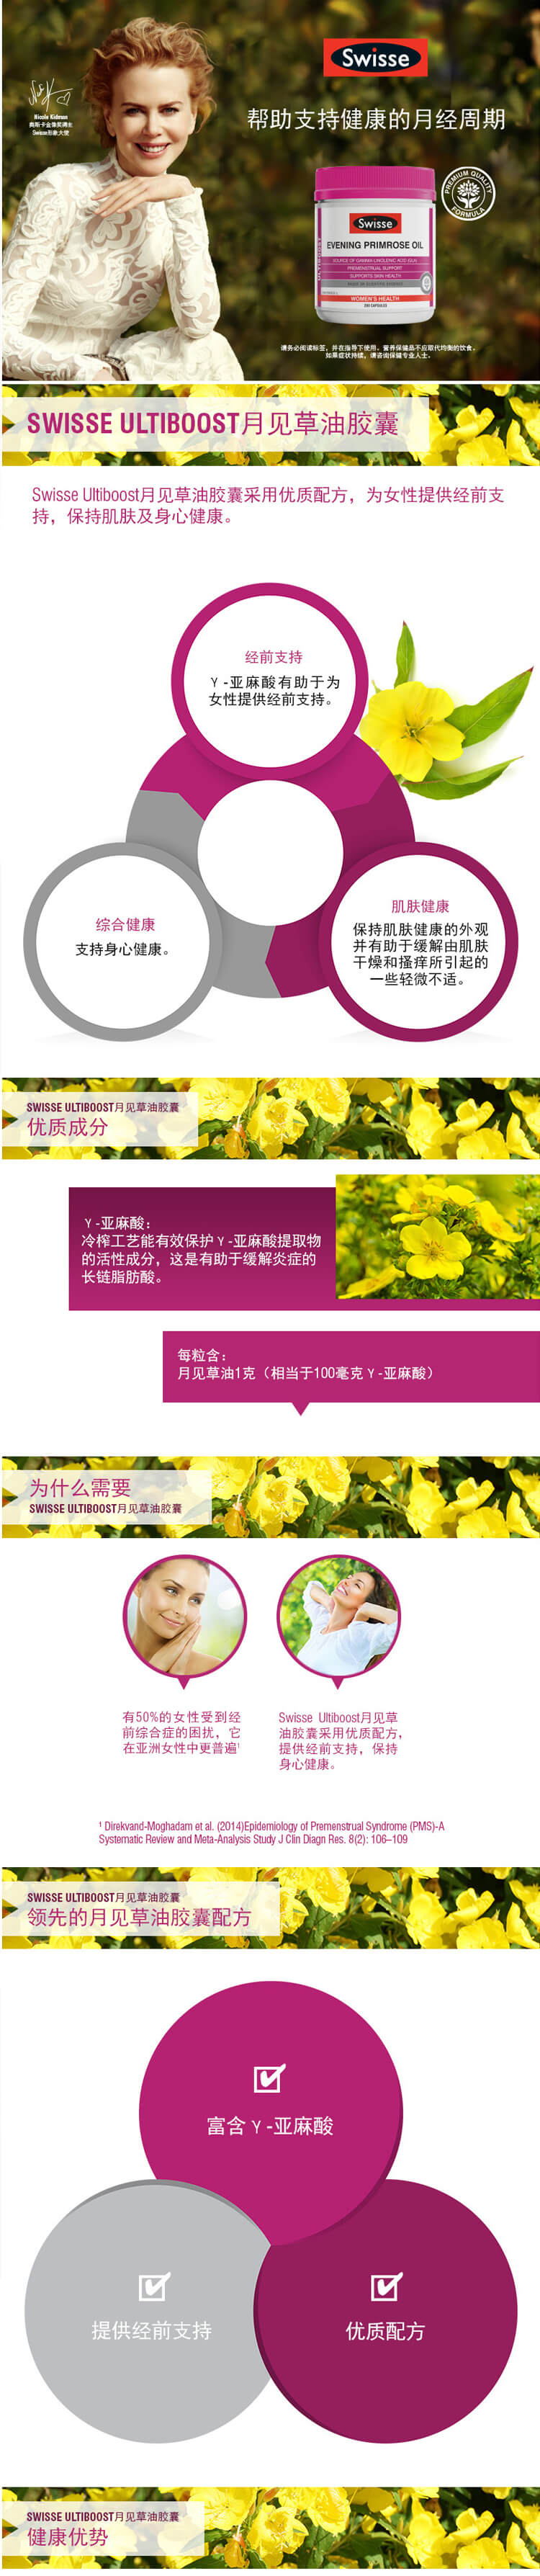 Swisse
Nicole Kidman
奥斯卡金像奖得主
Swisse形象大使
帮助支持健康的月经周期
PREMIUM QUALITY
FORMULA
Swisse
ULTIBOOST
EVENING PRIMROSE OIL
SOURCE OF GAMMA-LINOLENIC ACID (GLA)
PREMENSTRUAL SUPPORT
SUPPORTS SKIN HEALTH
WOMEN'S HEALTH
请务必阅读标签，并在指导下使用。营养保健品不应取代均衡的饮食。
如果症状持续，请咨询保健专业人士。
SWISSE ULTIBOOST月见草油胶囊
Swisse Ultiboost月见草油胶囊采用优质配方，为女性提供经前支
持，保持肌肤及身心健康。
经前支持
γ-亚麻酸有助于为
女性提供经前支持。
综合健康
支持身心健康。
肌肤健康
保持肌肤健康的外观
并有助于缓解由肌肤
干燥和搔痒所引起的
一些轻微不适。
SWISSE ULTIBOOST月见草油胶囊
优质成分
γ-亚麻酸：
冷榨工艺能有效保护γ-亚麻酸提取物
的活性成分，这是有助于缓解炎症的
长链脂肪酸。
每粒含：
月见草油1克（相当于100毫克γ-亚麻酸）
为什么需要
SWISSE ULTIBOOST月见草油胶囊
有50%的女性受到经
前综合症的困扰，它
在亚洲女性中更普遍¹
Swisse Ultiboost月见草
油胶囊采用优质配方，
提供经前支持，保持
身心健康。
¹ Direkvand-Moghadam et al. (2014)Epidemiology of Premenstrual Syndrome (PMS)-A
Systematic Review and Meta-Analysis Study J Clin Diagn Res. 8(2): 106–109
SWISSE ULTIBOOST月见草油胶囊
领先的月见草油胶囊配方
富含γ-亚麻酸
提供经前支持
优质配方
SWISSE ULTIBOOST月见草油胶囊
健康优势